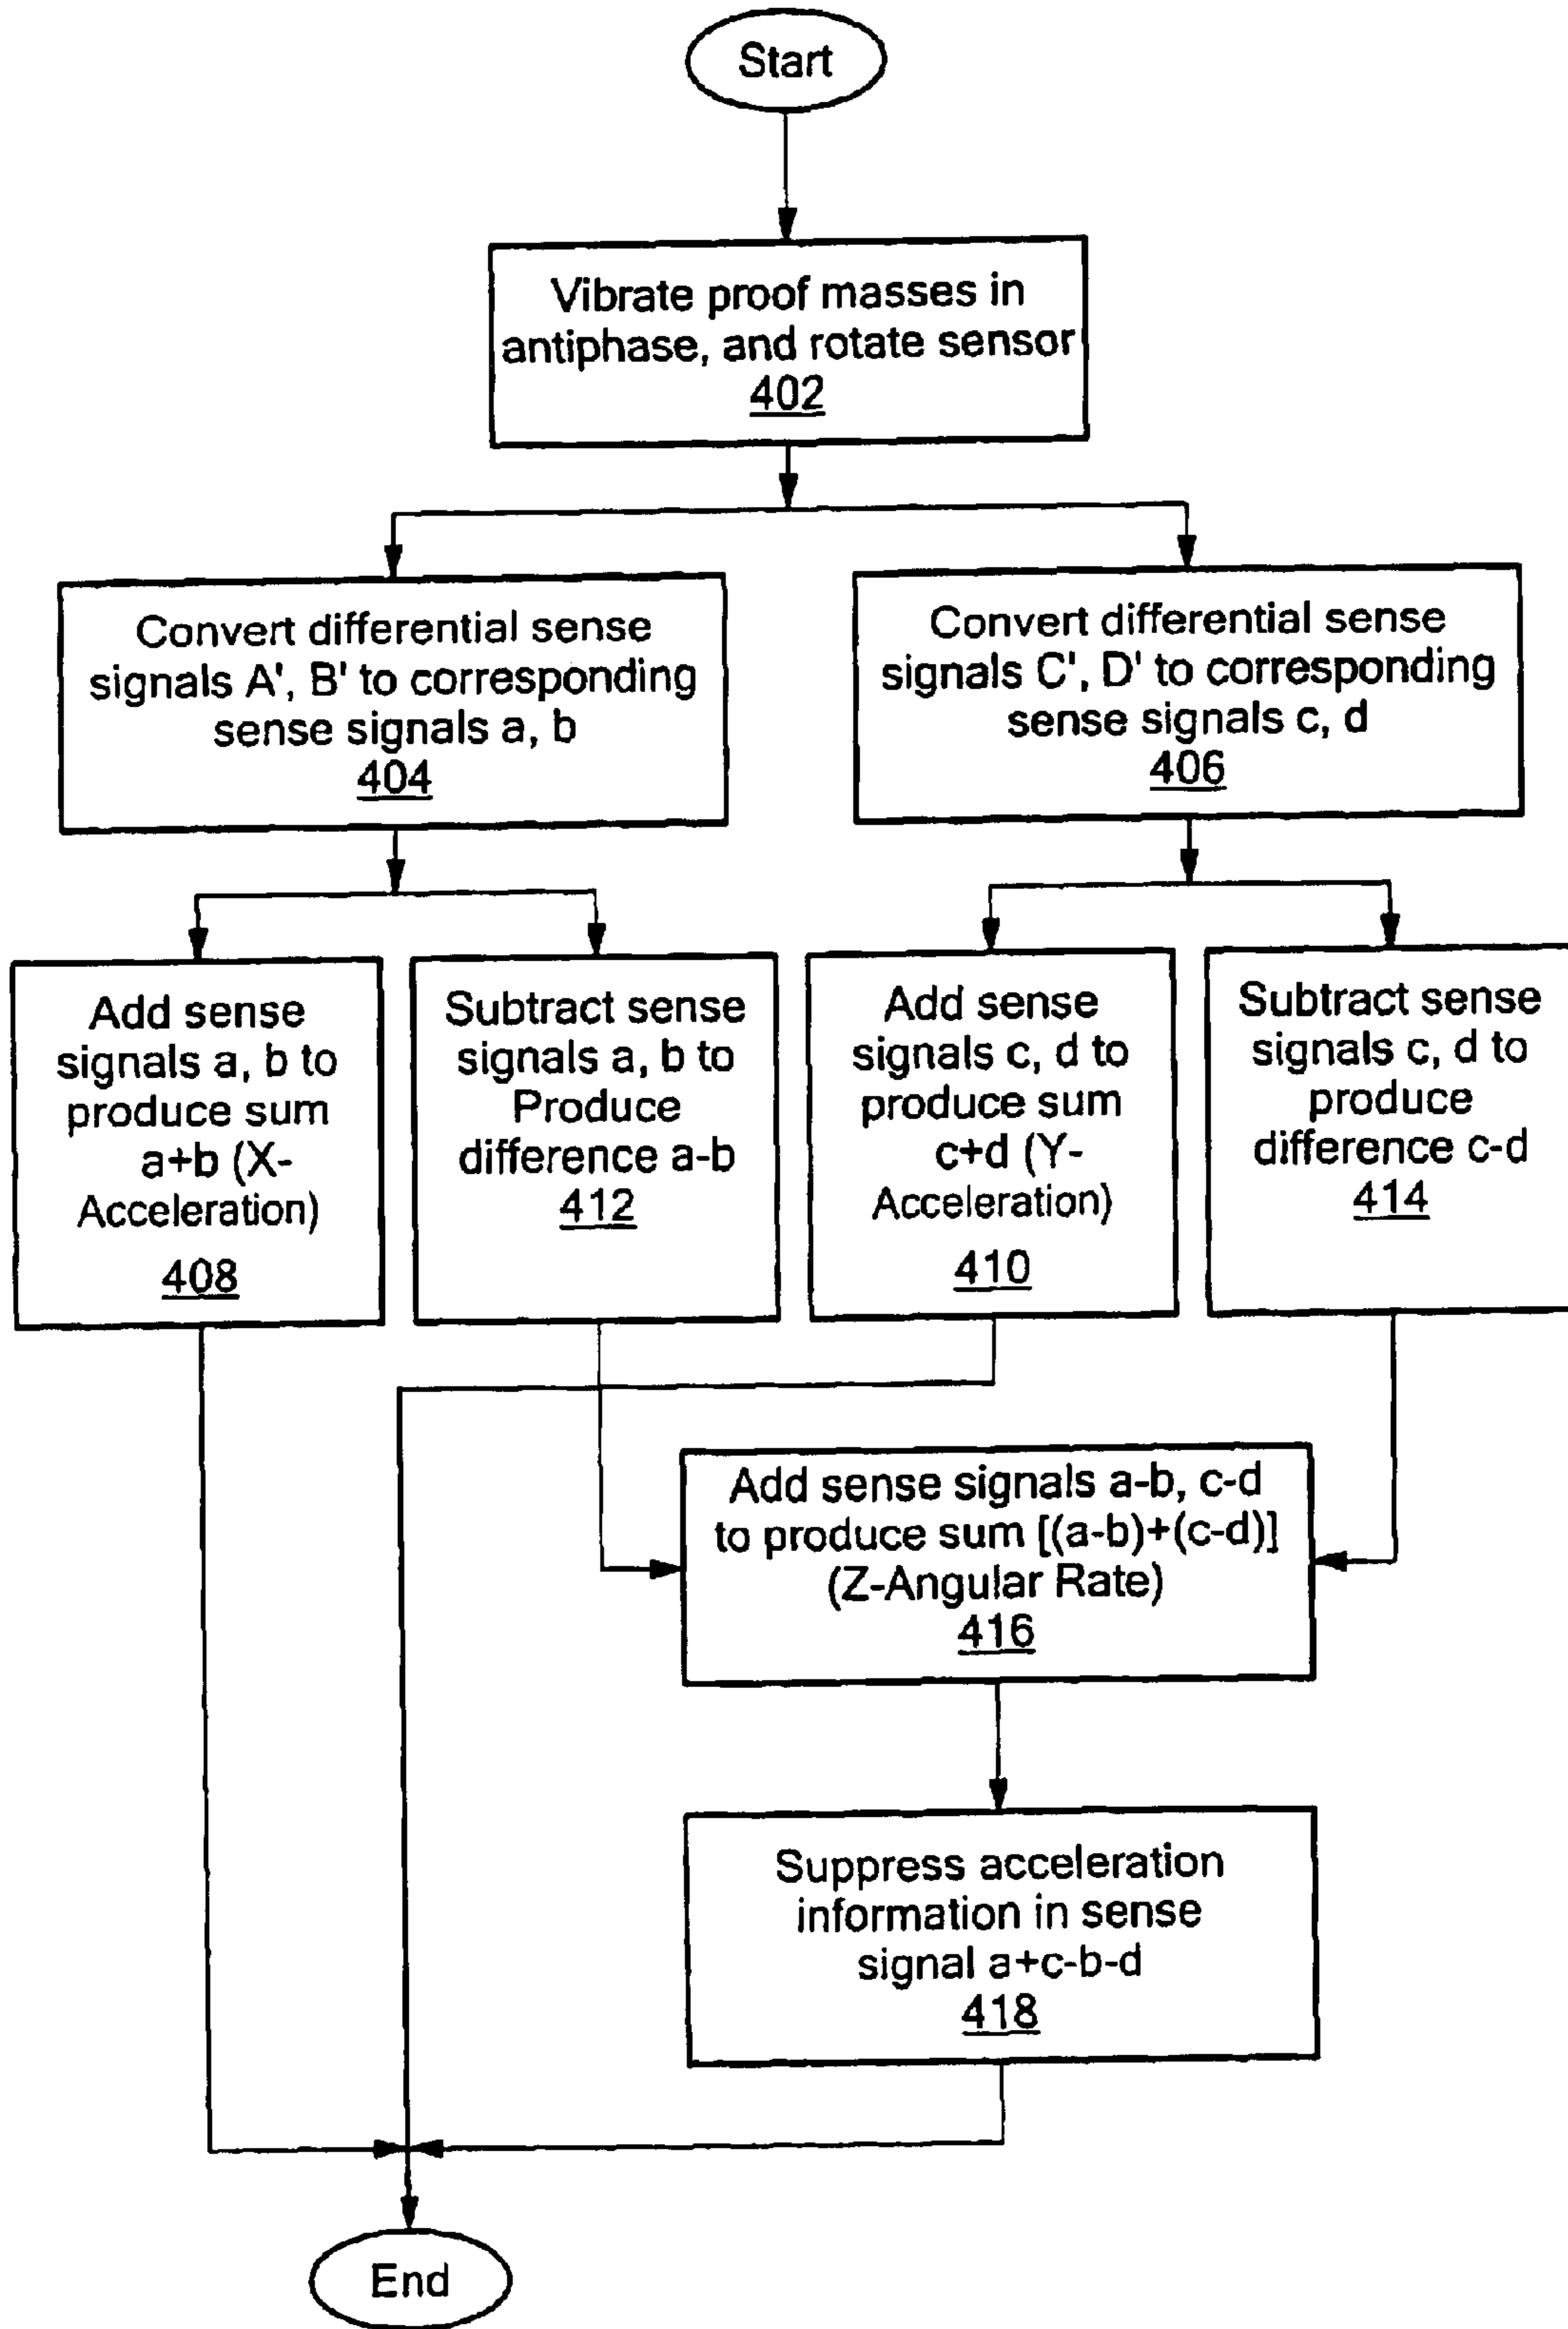 Start
Vibrate proof masses in
antiphase, and rotate sensor
402
Convert differential sense
signals A', B' to corresponding
sense signals a, b
404
Convert differential sense
signals C', D' to corresponding
sense signals c, d
406
Add sense
signals a, b to
produce sum
a+b (X-
Acceleration)
408
Subtract sense
signals a, b to
Produce
difference a-b
412
Add sense
signals c, d to
produce sum
c+d (Y-
Acceleration)
410
Subtract sense
signals c, d to
produce
difference c-d
414
Add sense signals a-b, c-d
to produce sum [(a-b)+(c-d)]
(Z-Angular Rate)
416
Suppress acceleration
information in sense
signal a+c-b-d
418
End